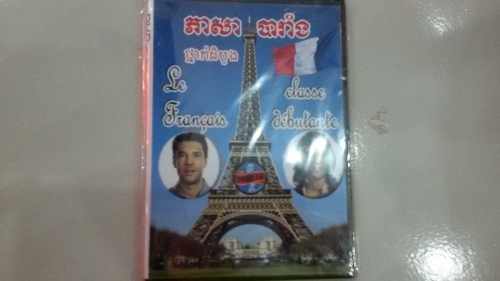 ភាសា បារាំង
ថ្នាក់ដំបូង
Le classe
Français débutante